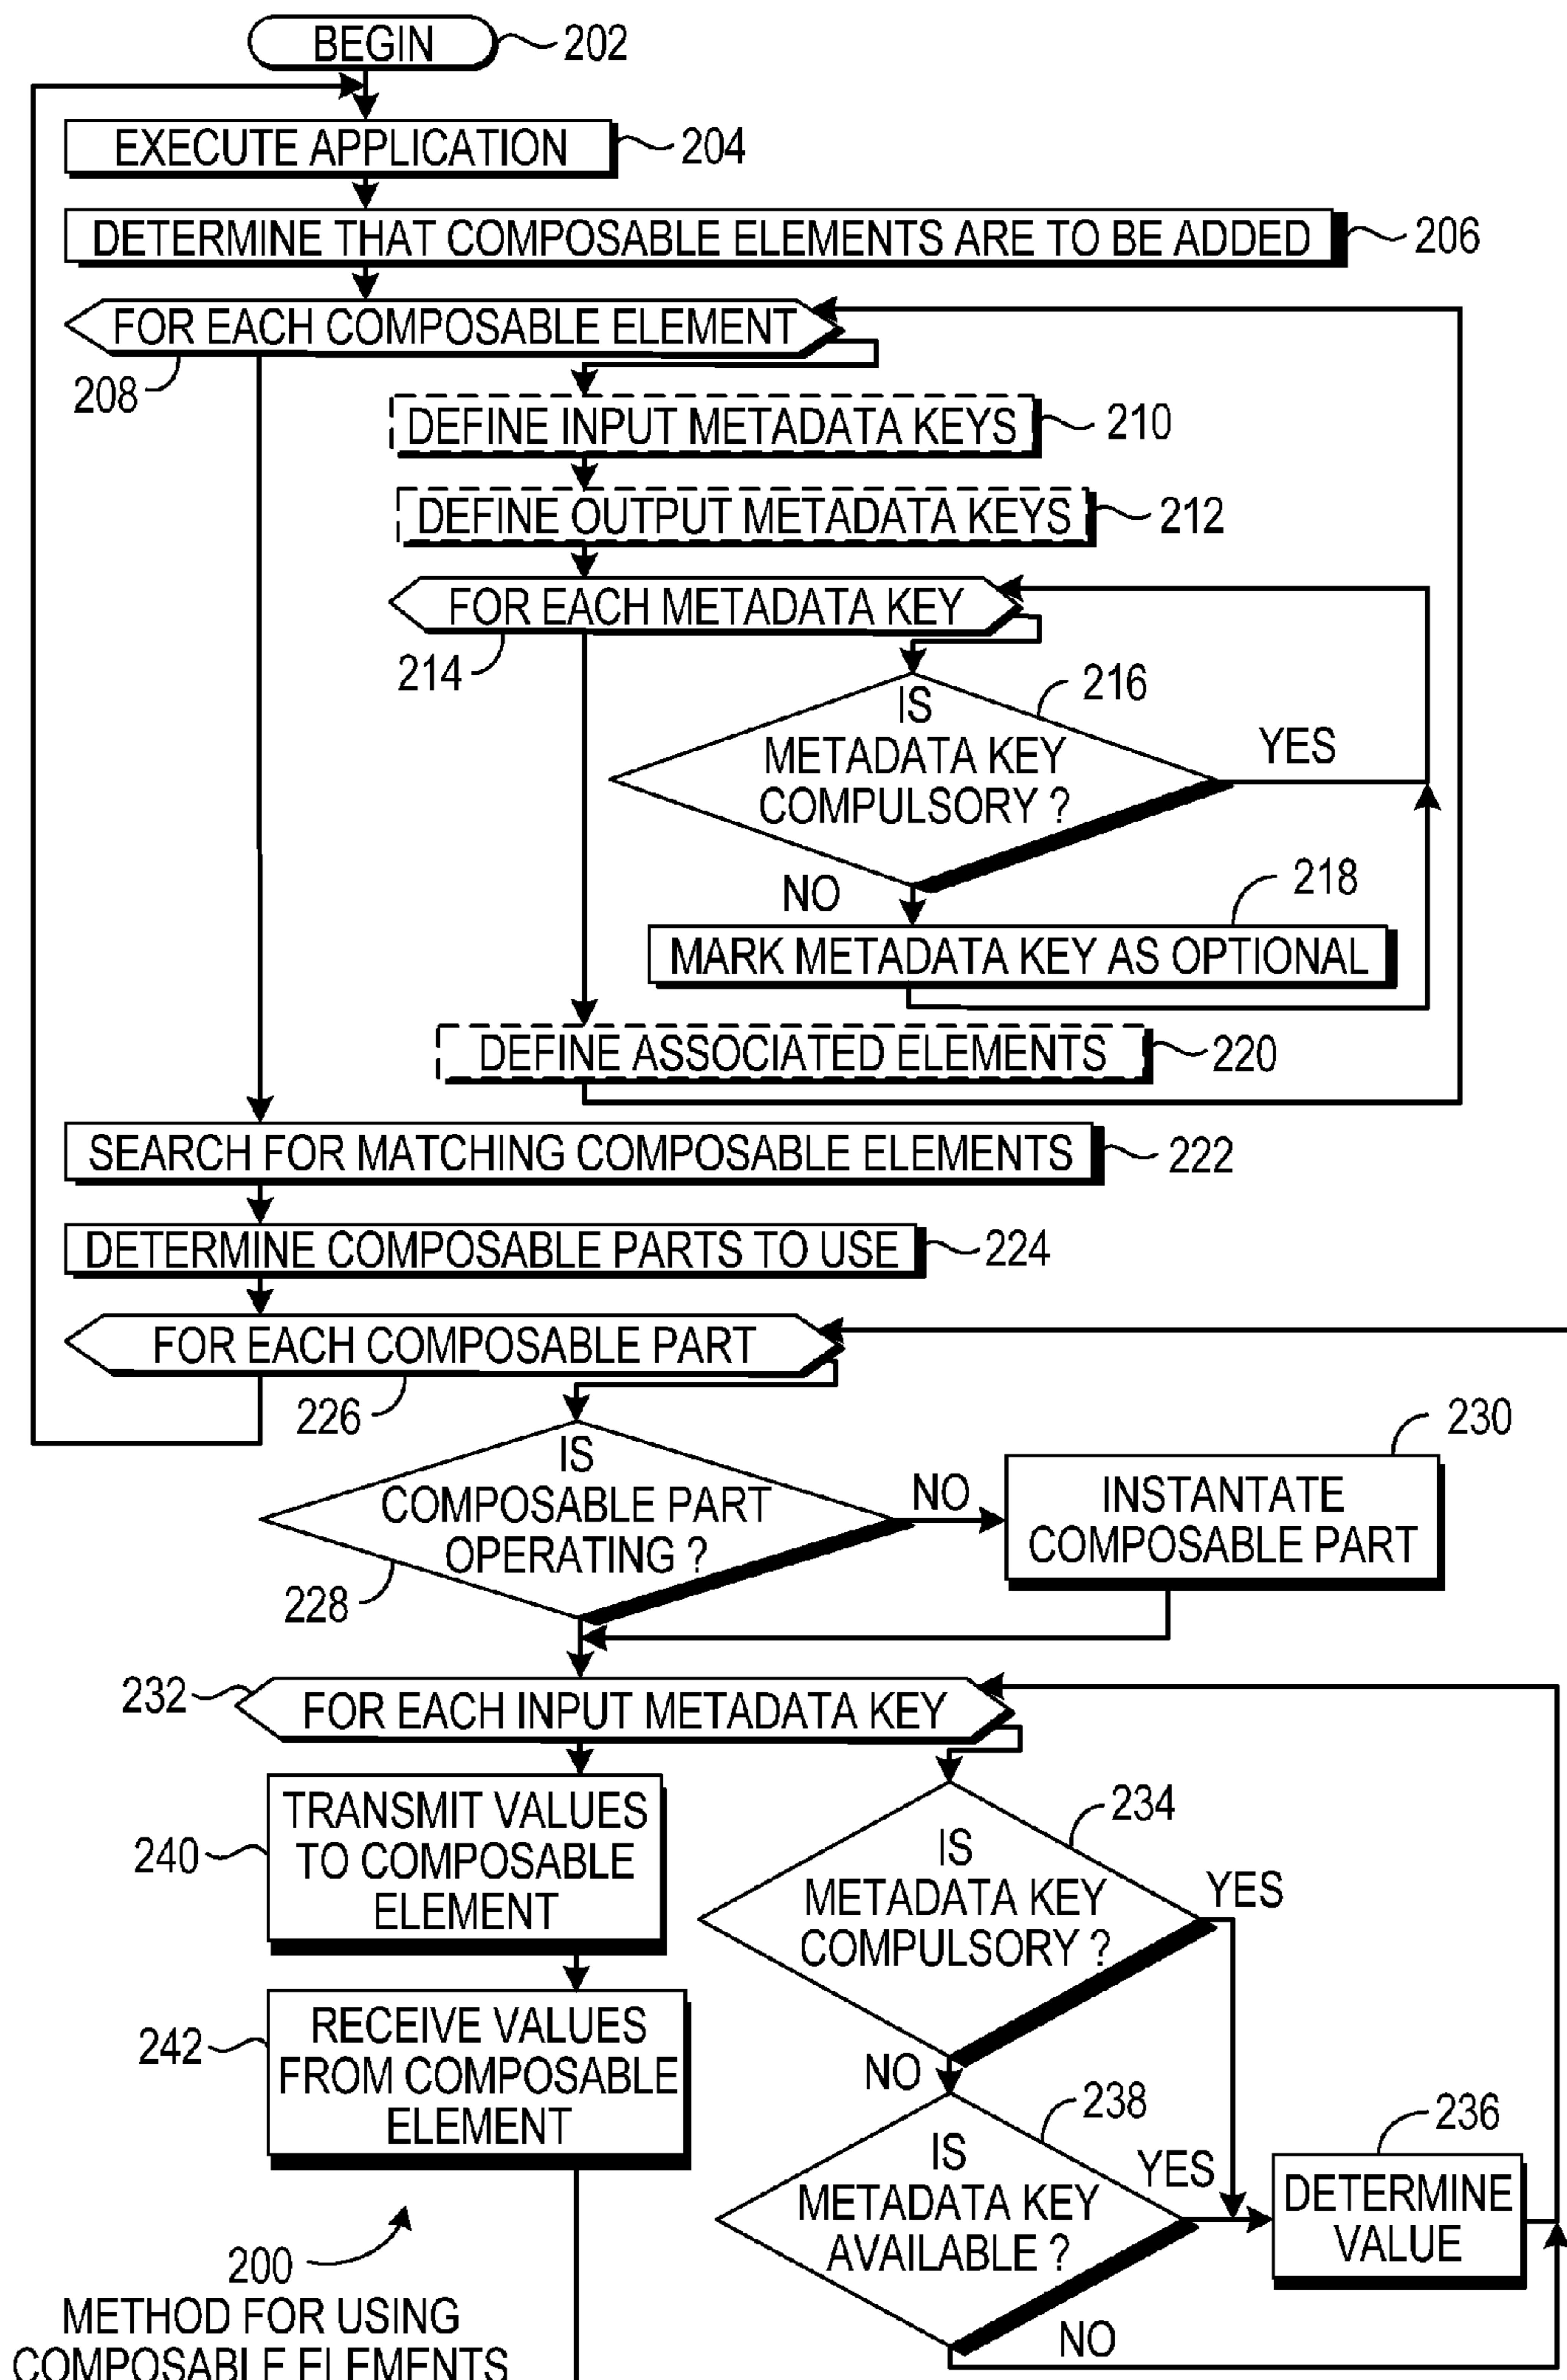 BEGIN
202
EXECUTE APPLICATION
204
DETERMINE THAT COMPOSABLE ELEMENTS ARE TO BE ADDED
206
FOR EACH COMPOSABLE ELEMENT
208
DEFINE INPUT METADATA KEYS
210
DEFINE OUTPUT METADATA KEYS
212
FOR EACH METADATA KEY
214
IS
METADATA KEY
COMPULSORY ?
216
YES
NO
218
MARK METADATA KEY AS OPTIONAL
DEFINE ASSOCIATED ELEMENTS
220
SEARCH FOR MATCHING COMPOSABLE ELEMENTS
222
DETERMINE COMPOSABLE PARTS TO USE
224
FOR EACH COMPOSABLE PART
226
IS
COMPOSABLE PART
OPERATING ?
228
NO
230
INSTANTATE
COMPOSABLE PART
232
FOR EACH INPUT METADATA KEY
TRANSMIT VALUES
TO COMPOSABLE
ELEMENT
240
234
IS
METADATA KEY
COMPULSORY ?
YES
NO
RECEIVE VALUES
FROM COMPOSABLE
ELEMENT
242
238
IS
METADATA KEY
AVAILABLE ?
YES
NO
236
DETERMINE
VALUE
200
METHOD FOR USING
COMPOSABLE ELEMENTS